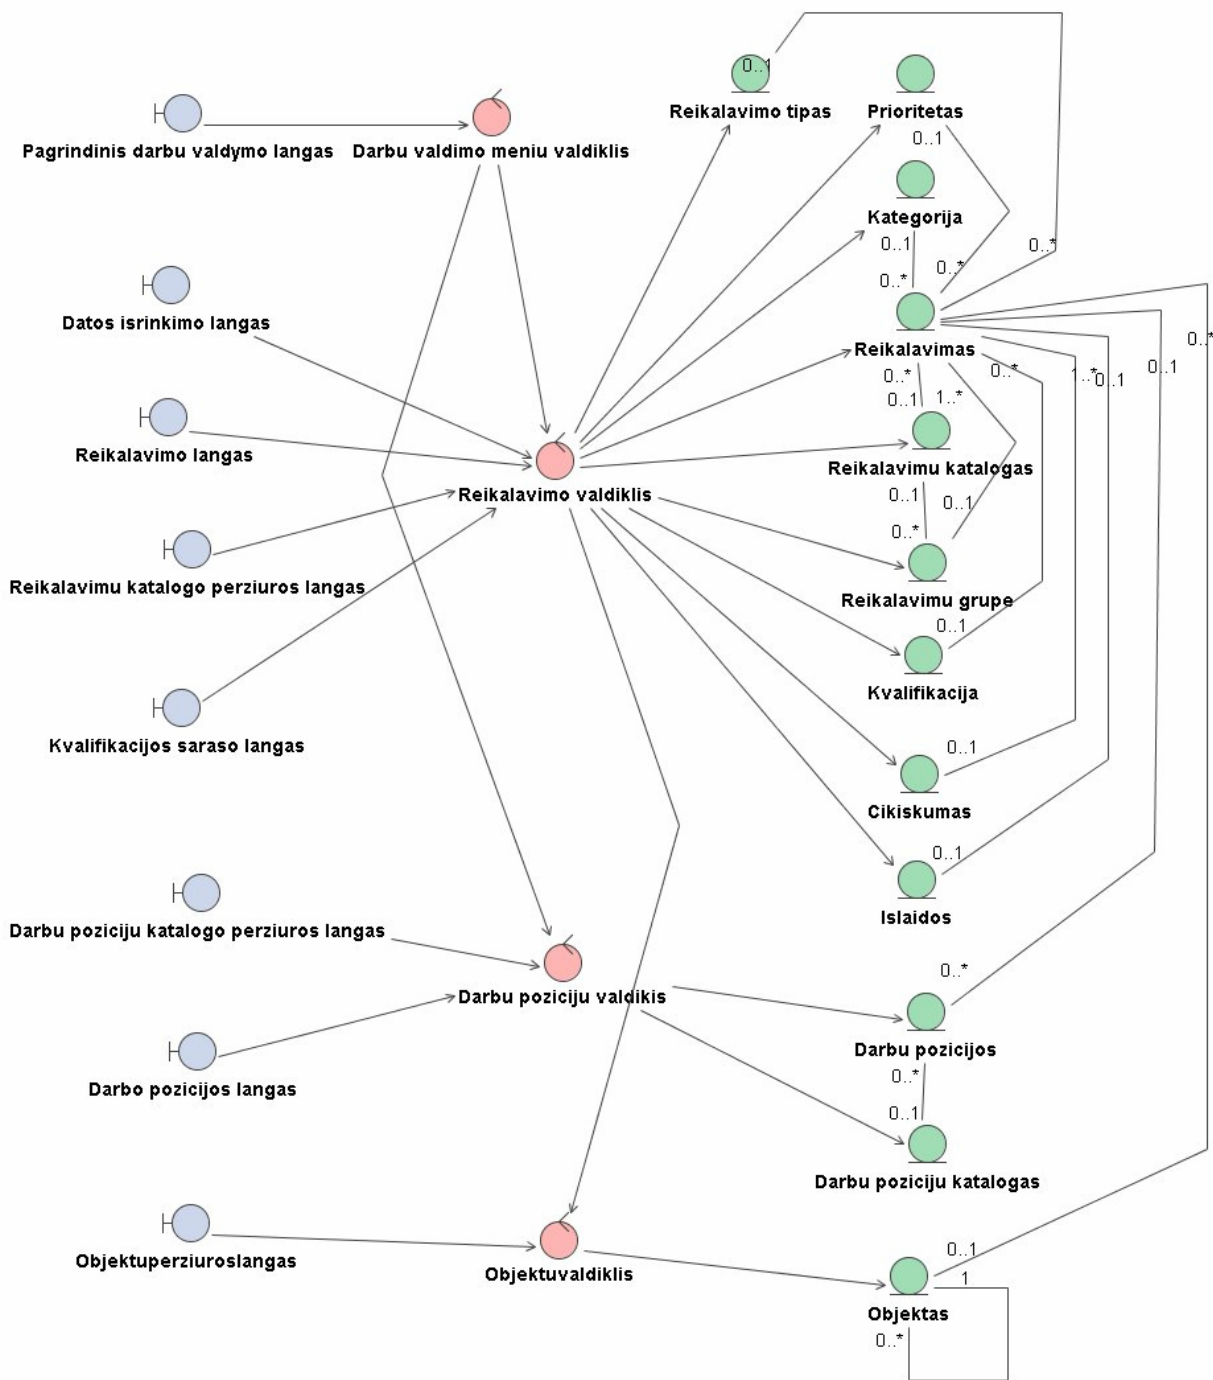 0..1
Reikalavimo tipas
Prioritetas
Pagrindinis darbu valdymo langas
Darbu valdimo meniu valdiklis
0..1
Kategorija
0..1
0..*
0..*
0..*
Datos isrinkimo langas
Reikalavimas
0..*
0..*
0..*
1..*
0..1
0..1
0..1
1..*
Reikalavimo langas
Reikalavimu katalogas
Reikalavimo valdiklis
0..1
0..1
0..*
Reikalavimu katalogo perziuros langas
Reikalavimu grupe
0..1
Kvalifikacija
Kvalifikacijos saraso langas
0..1
Cikiskumas
0..1
Islaidos
Darbu poziciju katalogo perziuros langas
0..*
Darbu poziciju valdikis
Darbu pozicijos
0..*
Darbo pozicijos langas
0..1
Darbu poziciju katalogas
0..1
Objektuperziuroslangas
Objektuvaldiklis
1
Objektas
0..*